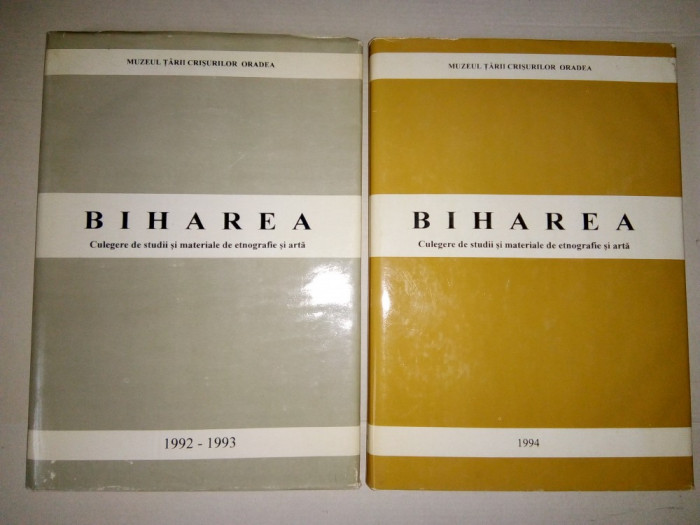 MUZEUL ȚĂRII CRIȘURILOR ORADEA
BIHAREA
Culegere de studii și materiale de etnografie și artă
1992 - 1993
MUZEUL ȚĂRII CRIȘURILOR ORADEA
BIHAREA
Culegere de studii și materiale de etnografie și artă
1994